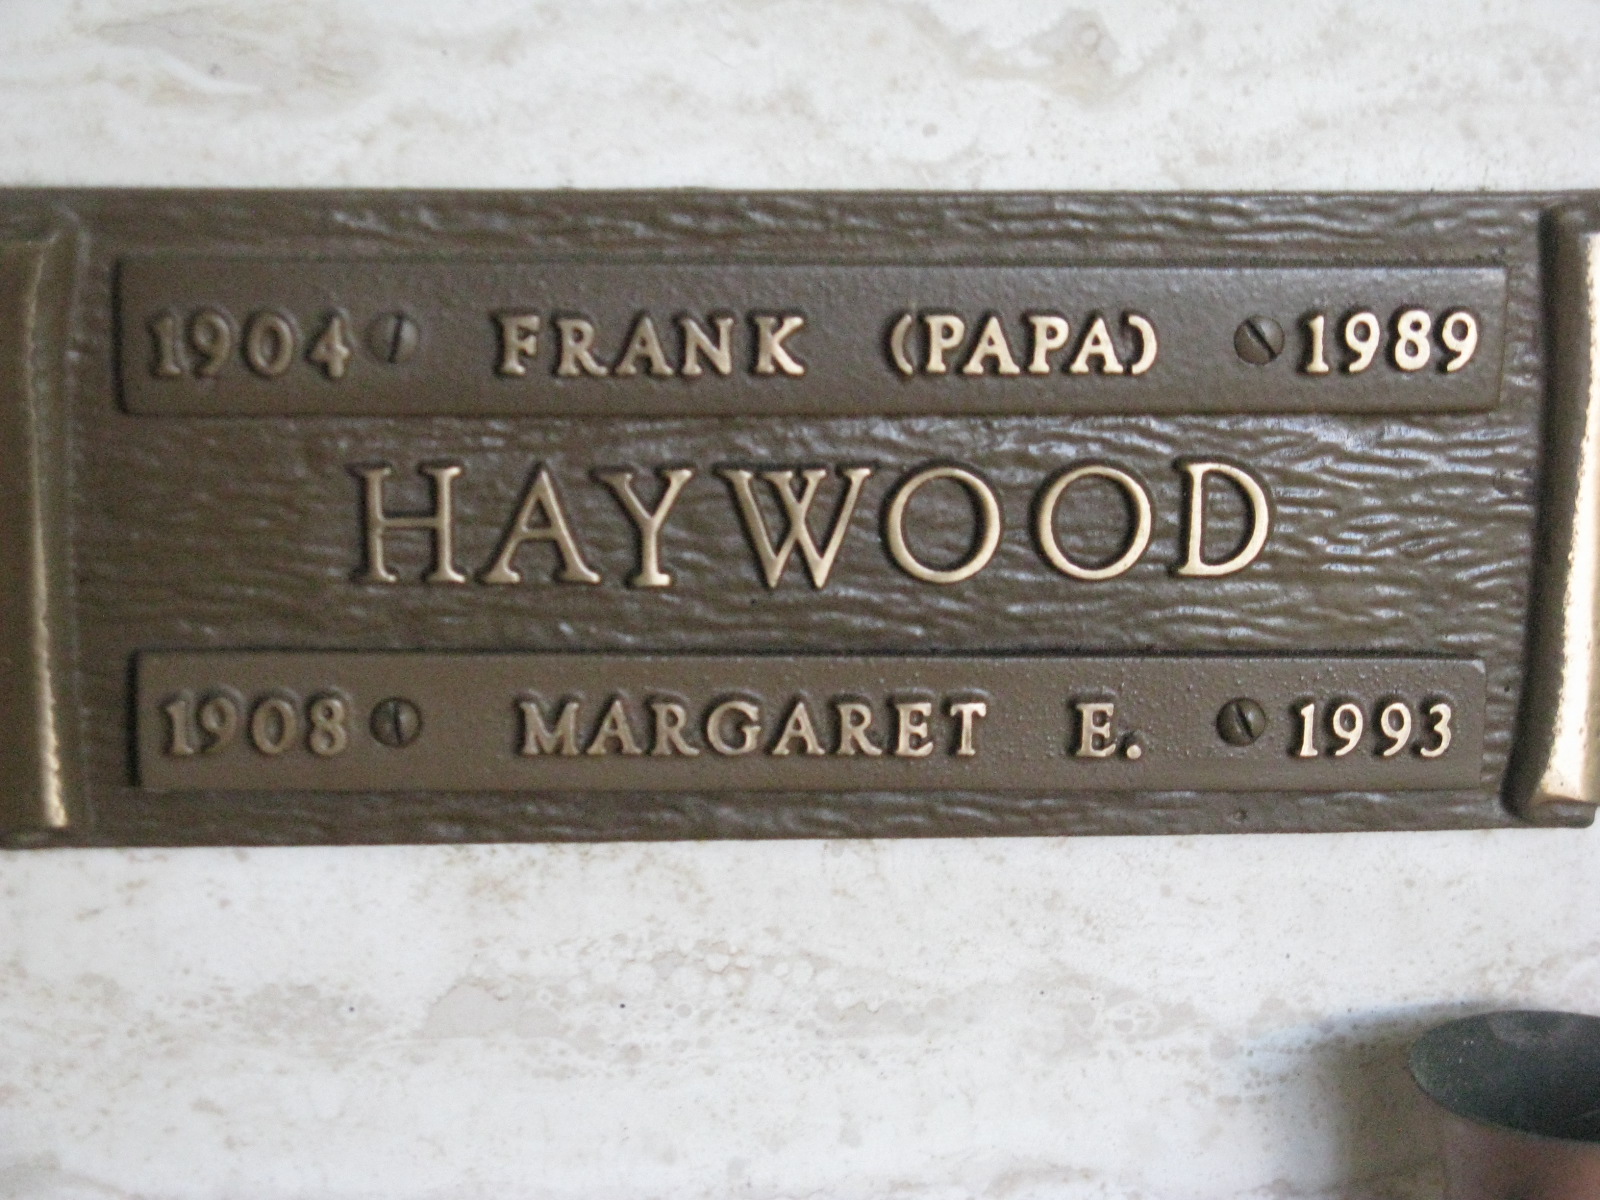 1904 FRANK (PAPA) 1989
HAYWOOD
1908 MARGARET E. 1993